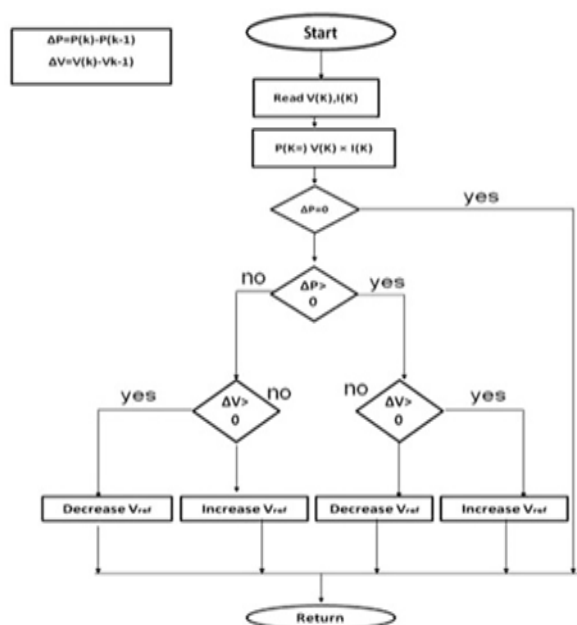 ΔP=P(k)-P(k-1)
ΔV=V(k)-Vk-1)
Start
Read V(K),I(K)
P(K=) V(K) × I(K)
ΔP=0
yes
no
ΔP>
0
yes
yes
ΔV>
0
no
no
ΔV>
0
yes
Decrease Vref
Increase Vref
Decrease Vref
Increase Vref
Return